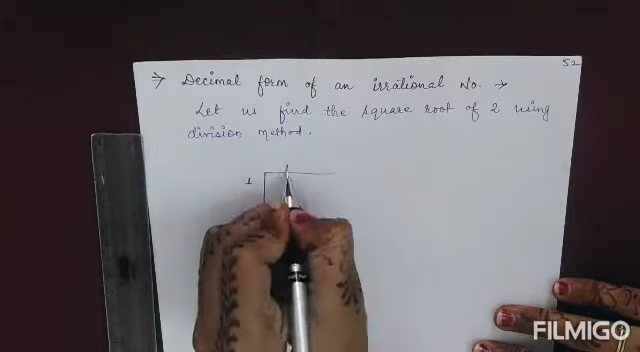 52
⇒ Decimal form of an irrational No. →
Let us find the square root of 2 using
division method.
1
1
FILMIGO